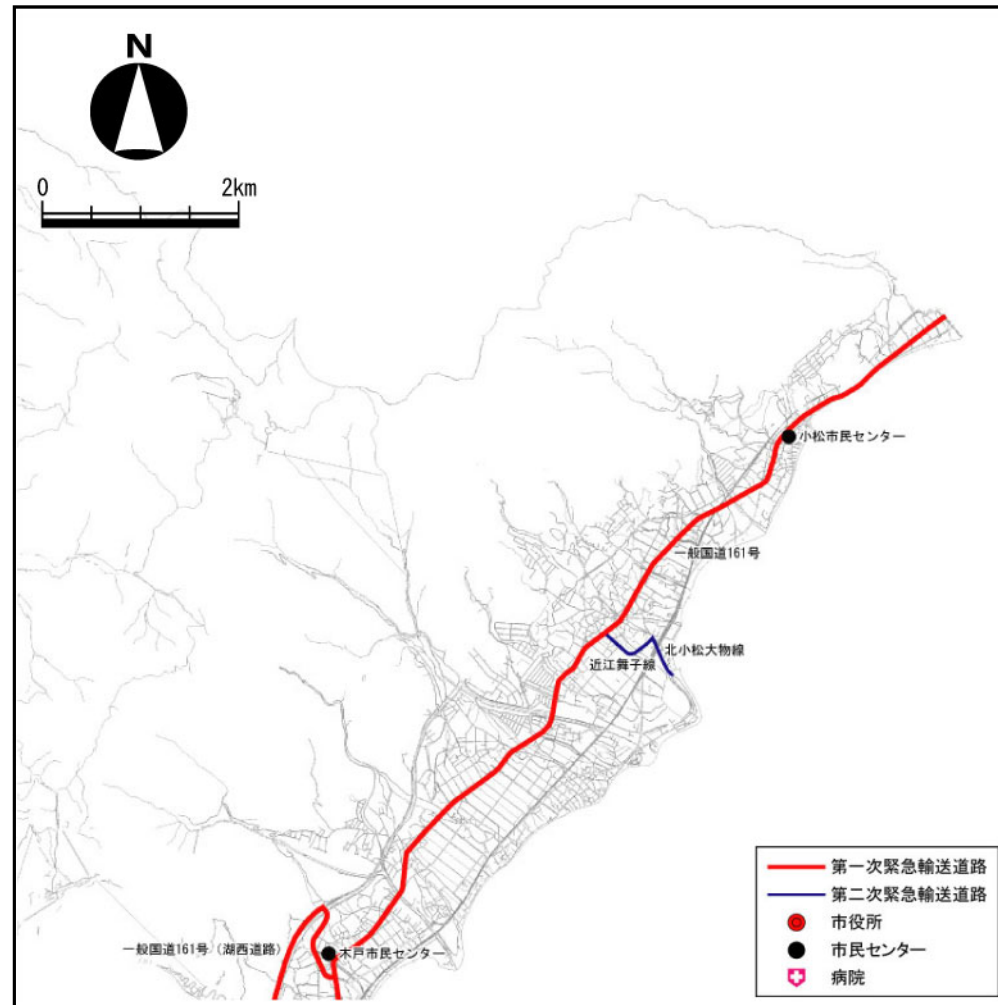 N
0 2km
小松市民センター
一般国道161号
北小松大物線
近江舞子線
一般国道161号（湖西道路）
木戸市民センター
第一次緊急輸送道路
第二次緊急輸送道路
市役所
市民センター
病院